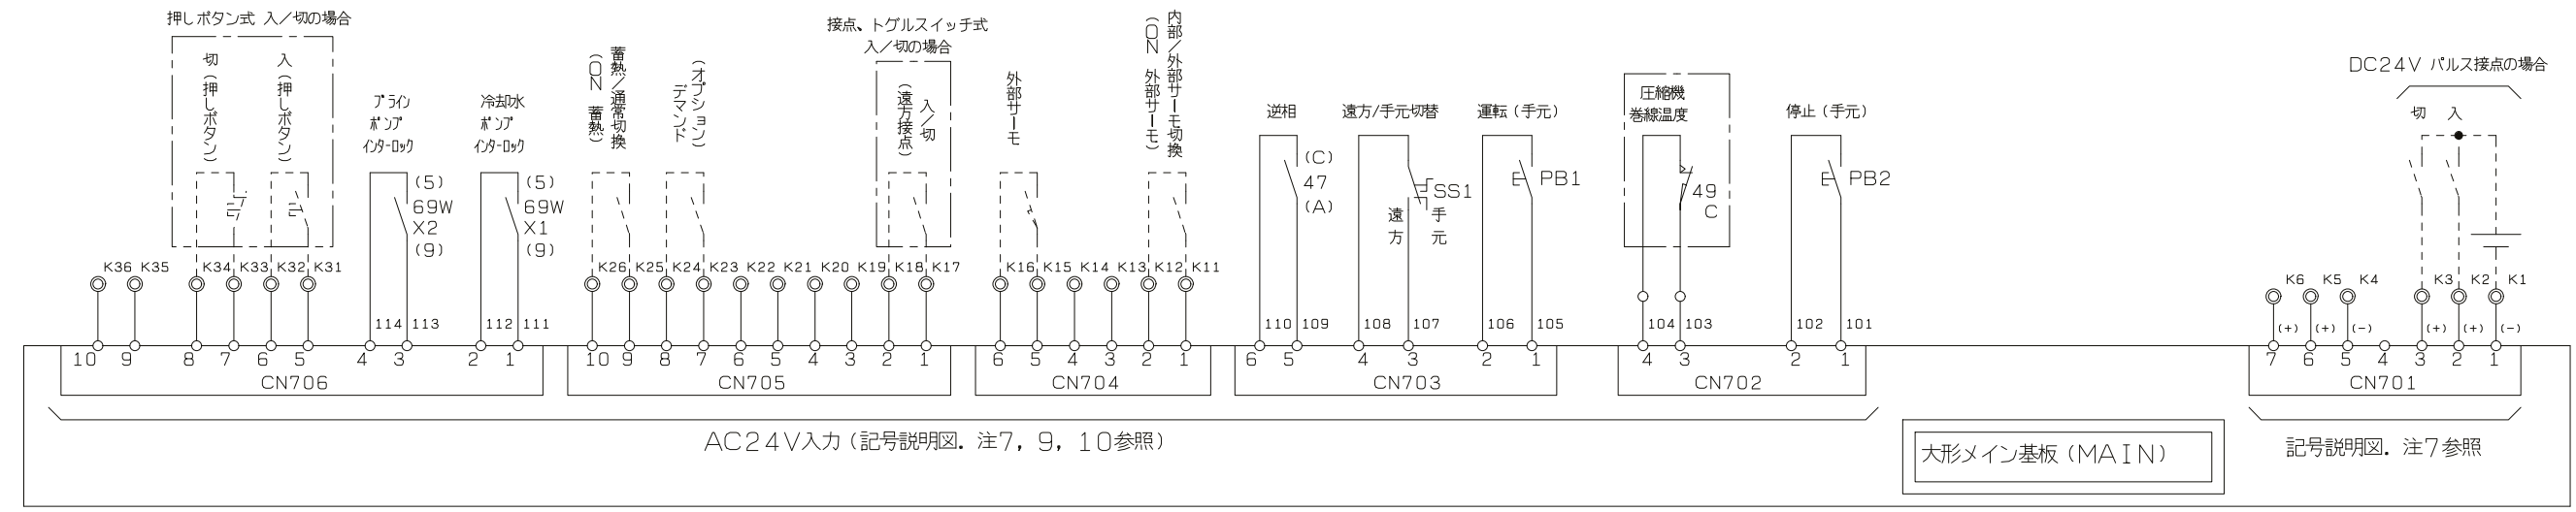 押しボタン式 入／切の場合
切（押しボタン）
入（押しボタン）
ブライン
ポンプ
インターロック
冷却水
ポンプ
インターロック
蓄熱／通常切換
（ON 蓄熱）
（オプション）
デマンド
接点、トグルスイッチ式
入／切の場合
入／切
（遠方接点）
外部サーモ
内部／外部サーモ切換
（ON 外部サーモ）
逆相
遠方/手元切替
運転（手元）
圧縮機
巻線温度
停止（手元）
DC24V パルス接点の場合
切 入
(5)
69W
X2
(9)
(5)
69W
X1
(9)
(C)
47
(A)
SS1
遠方
手元
PB1
49
C
PB2
K36 K35 K34 K33 K32 K31 K26 K25 K24 K23 K22 K21 K20 K19 K18 K17 K16 K15 K14 K13 K12 K11 K6 K5 K4 K3 K2 K1
114 113 112 111 110 109 108 107 106 105 104 103 102 101 (+) (+) (-) (+) (+) (-)
10 9 8 7 6 5 4 3 2 1 10 9 8 7 6 5 4 3 2 1 6 5 4 3 2 1 6 5 4 3 2 1 4 3 2 1 7 6 5 4 3 2 1
CN706 CN705 CN704 CN703 CN702 CN701
AC24V入力（記号説明図．注7，9，10参照）
大形メイン基板（MAIN）
記号説明図．注7参照